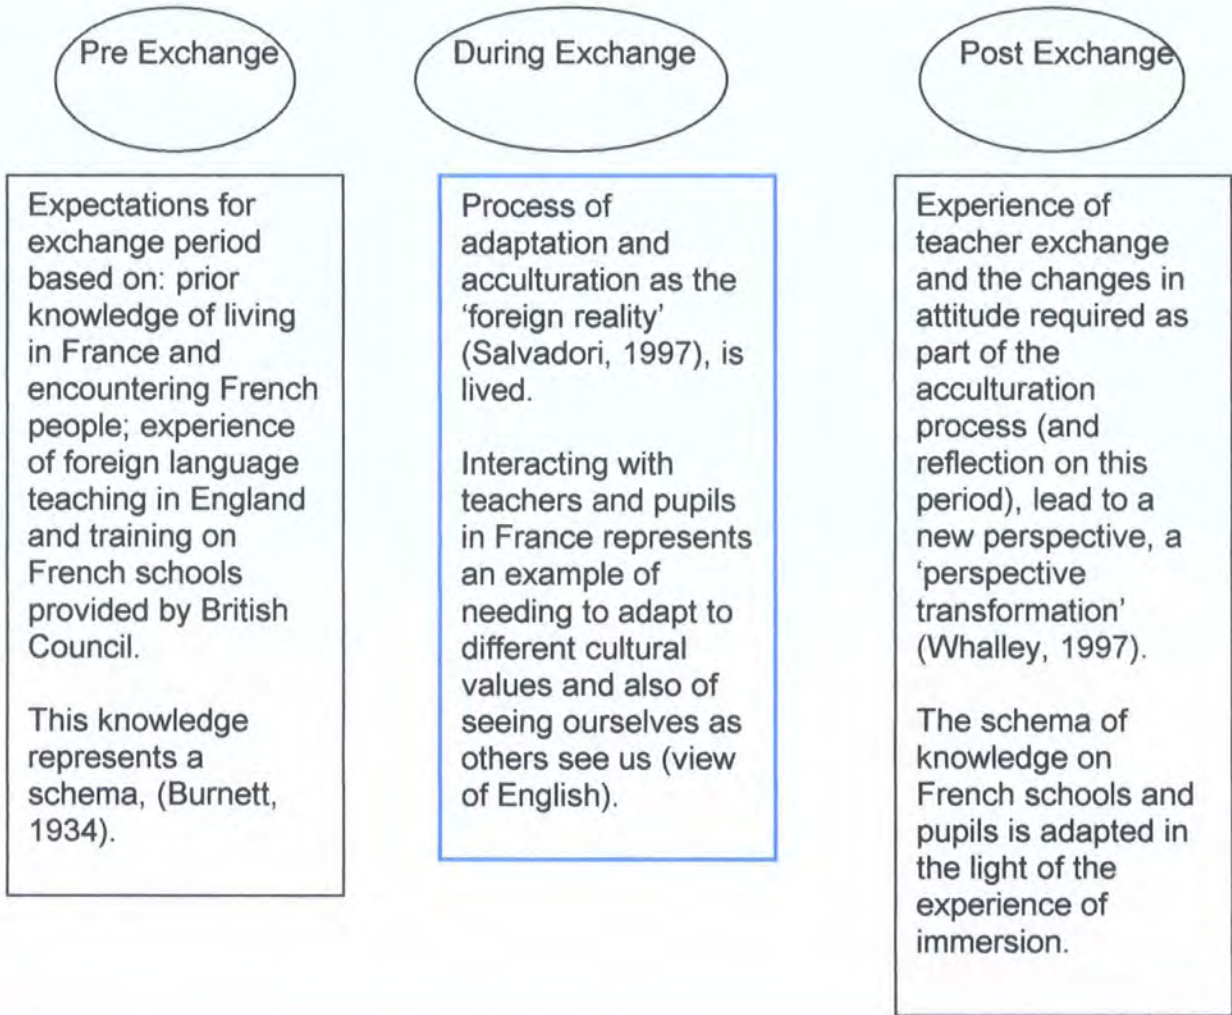 Pre Exchange
During Exchange
Post Exchange
Expectations for
exchange period
based on: prior
knowledge of living
in France and
encountering French
people; experience
of foreign language
teaching in England
and training on
French schools
provided by British
Council.
This knowledge
represents a
schema, (Burnett,
1934).
Process of
adaptation and
acculturation as the
‘foreign reality’
(Salvadori, 1997), is
lived.
Interacting with
teachers and pupils
in France represents
an example of
needing to adapt to
different cultural
values and also of
seeing ourselves as
others see us (view
of English).
Experience of
teacher exchange
and the changes in
attitude required as
part of the
acculturation
process (and
reflection on this
period), lead to a
new perspective, a
‘perspective
transformation’
(Whalley, 1997).
The schema of
knowledge on
French schools and
pupils is adapted in
the light of the
experience of
immersion.